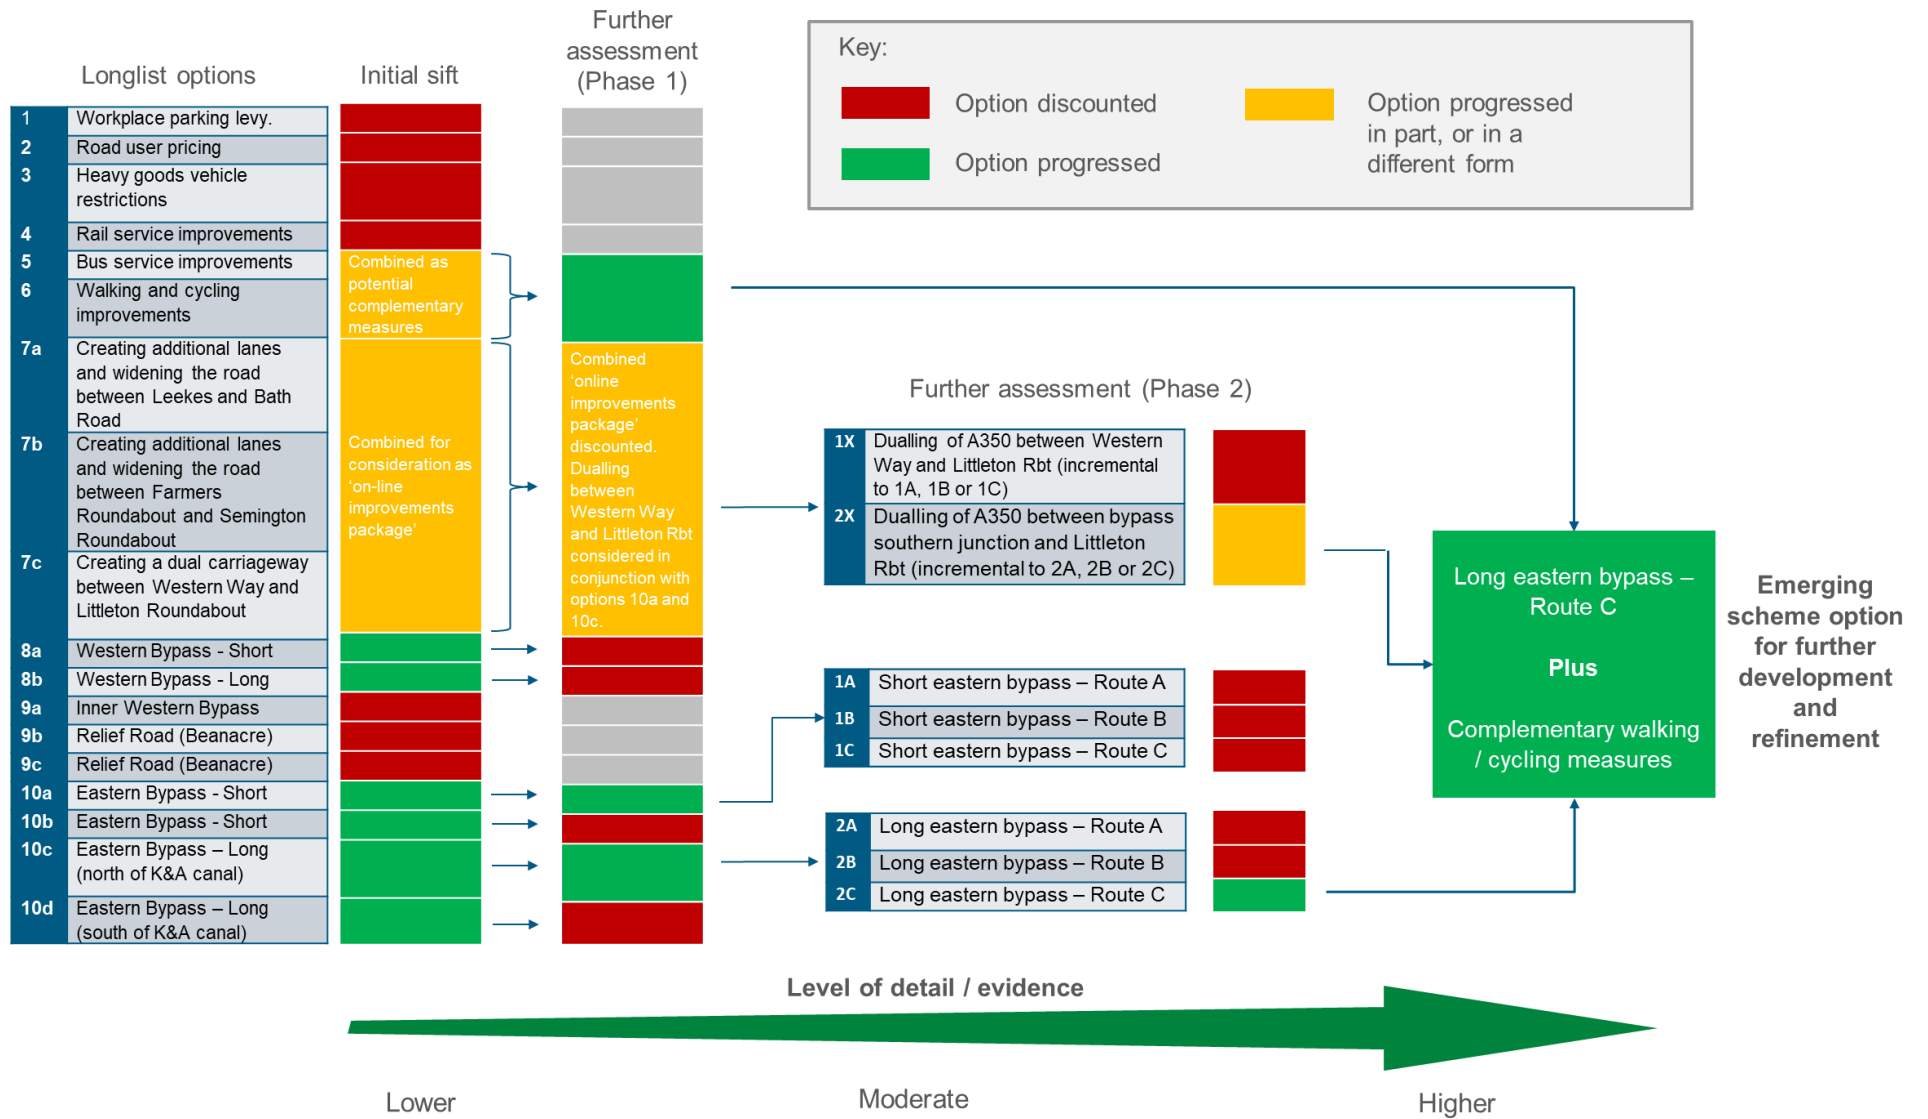 Longlist options
Initial sift
Further
assessment
(Phase 1)
Key:
Option discounted
Option progressed
Option progressed
in part, or in a
different form
1 Workplace parking levy.
2 Road user pricing
3 Heavy goods vehicle
restrictions
4 Rail service improvements
5 Bus service improvements
6 Walking and cycling
improvements
7a Creating additional lanes
and widening the road
between Leekes and Bath
Road
7b Creating additional lanes
and widening the road
between Farmers
Roundabout and Semington
Roundabout
7c Creating a dual carriageway
between Western Way and
Littleton Roundabout
8a Western Bypass - Short
8b Western Bypass - Long
9a Inner Western Bypass
9b Relief Road (Beanacre)
9c Relief Road (Beanacre)
10a Eastern Bypass - Short
10b Eastern Bypass - Short
10c Eastern Bypass – Long
(north of K&A canal)
10d Eastern Bypass – Long
(south of K&A canal)
Combined as
potential
complementary
measures
Combined for
consideration as
‘on-line
improvements
package’
Combined
‘online
improvements
package’
discounted.
Dualling
between
Western Way
and Littleton Rbt
considered in
conjunction with
options 10a and
10c.
Further assessment (Phase 2)
1X Dualling of A350 between Western
Way and Littleton Rbt (incremental
to 1A, 1B or 1C)
2X Dualling of A350 between bypass
southern junction and Littleton
Rbt (incremental to 2A, 2B or 2C)
1A Short eastern bypass – Route A
1B Short eastern bypass – Route B
1C Short eastern bypass – Route C
2A Long eastern bypass – Route A
2B Long eastern bypass – Route B
2C Long eastern bypass – Route C
Long eastern bypass –
Route C
Plus
Complementary walking
/ cycling measures
Emerging
scheme option
for further
development
and
refinement
Level of detail / evidence
Lower
Moderate
Higher